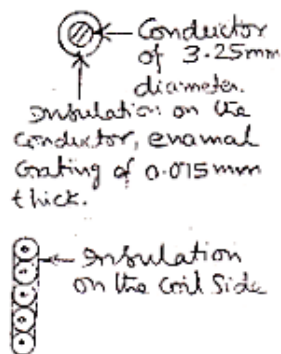 Conductor
of 3.25mm
diameter.
Insulation on the
Conductor, enamal
Coating of 0.015mm
thick.
Insulation
on the Coil Side